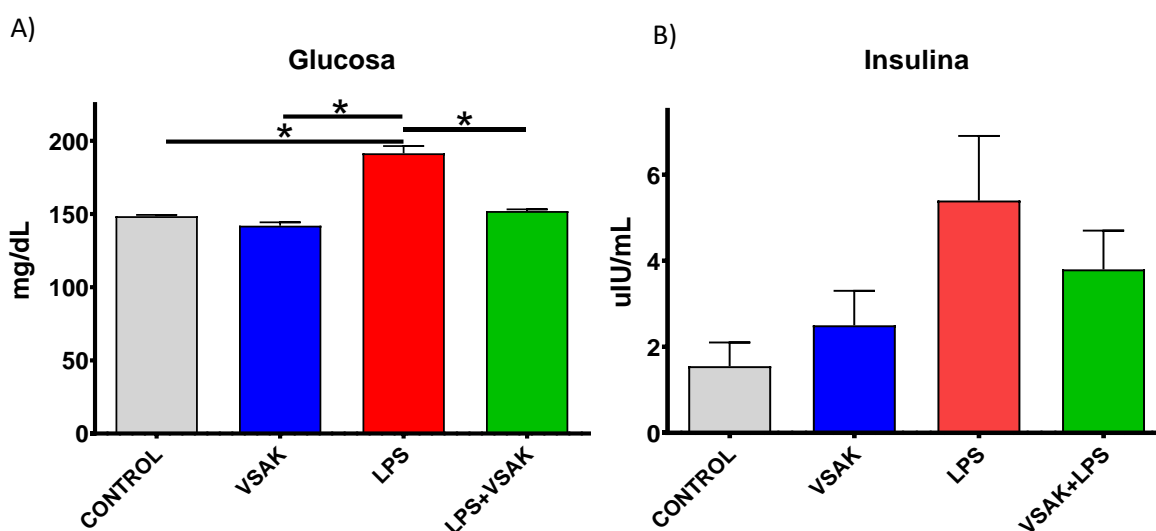 A)
Glucosa
*
*
*
mg/dL
200
150
100
50
0
CONTROL
VSAK
LPS
LPS+VSAK
B)
Insulina
uIU/mL
6
4
2
0
CONTROL
VSAK
LPS
VSAK+LPS